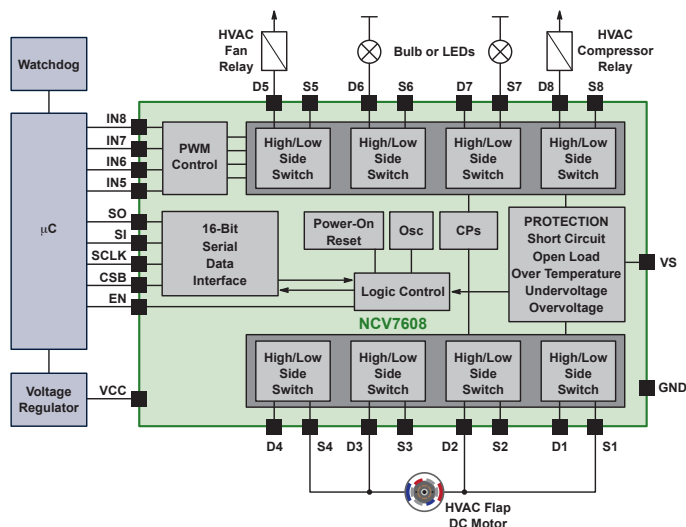 HVAC
Fan
Relay
Bulb or LEDs
HVAC
Compressor
Relay
Watchdog
D5
S5
D6
S6
D7
S7
D8
S8
IN8
IN7
IN6
IN5
PWM
Control
High/Low
Side
Switch
High/Low
Side
Switch
High/Low
Side
Switch
High/Low
Side
Switch
µC
SO
SI
SCLK
CSB
EN
16-Bit
Serial
Data
Interface
Power-On
Reset
Osc
CPs
Logic Control
PROTECTION
Short Circuit
Open Load
Over Temperature
Undervoltage
Overvoltage
VS
NCV7608
Voltage
Regulator
VCC
High/Low
Side
Switch
High/Low
Side
Switch
High/Low
Side
Switch
High/Low
Side
Switch
GND
D4
S4
D3
S3
D2
S2
D1
S1
HVAC Flap
DC Motor